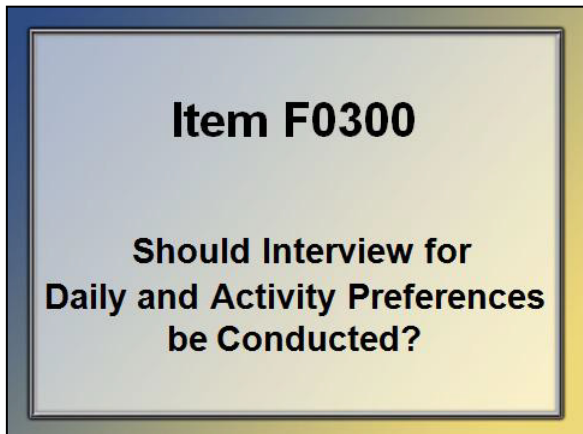 Item F0300
Should Interview for
Daily and Activity Preferences
be Conducted?